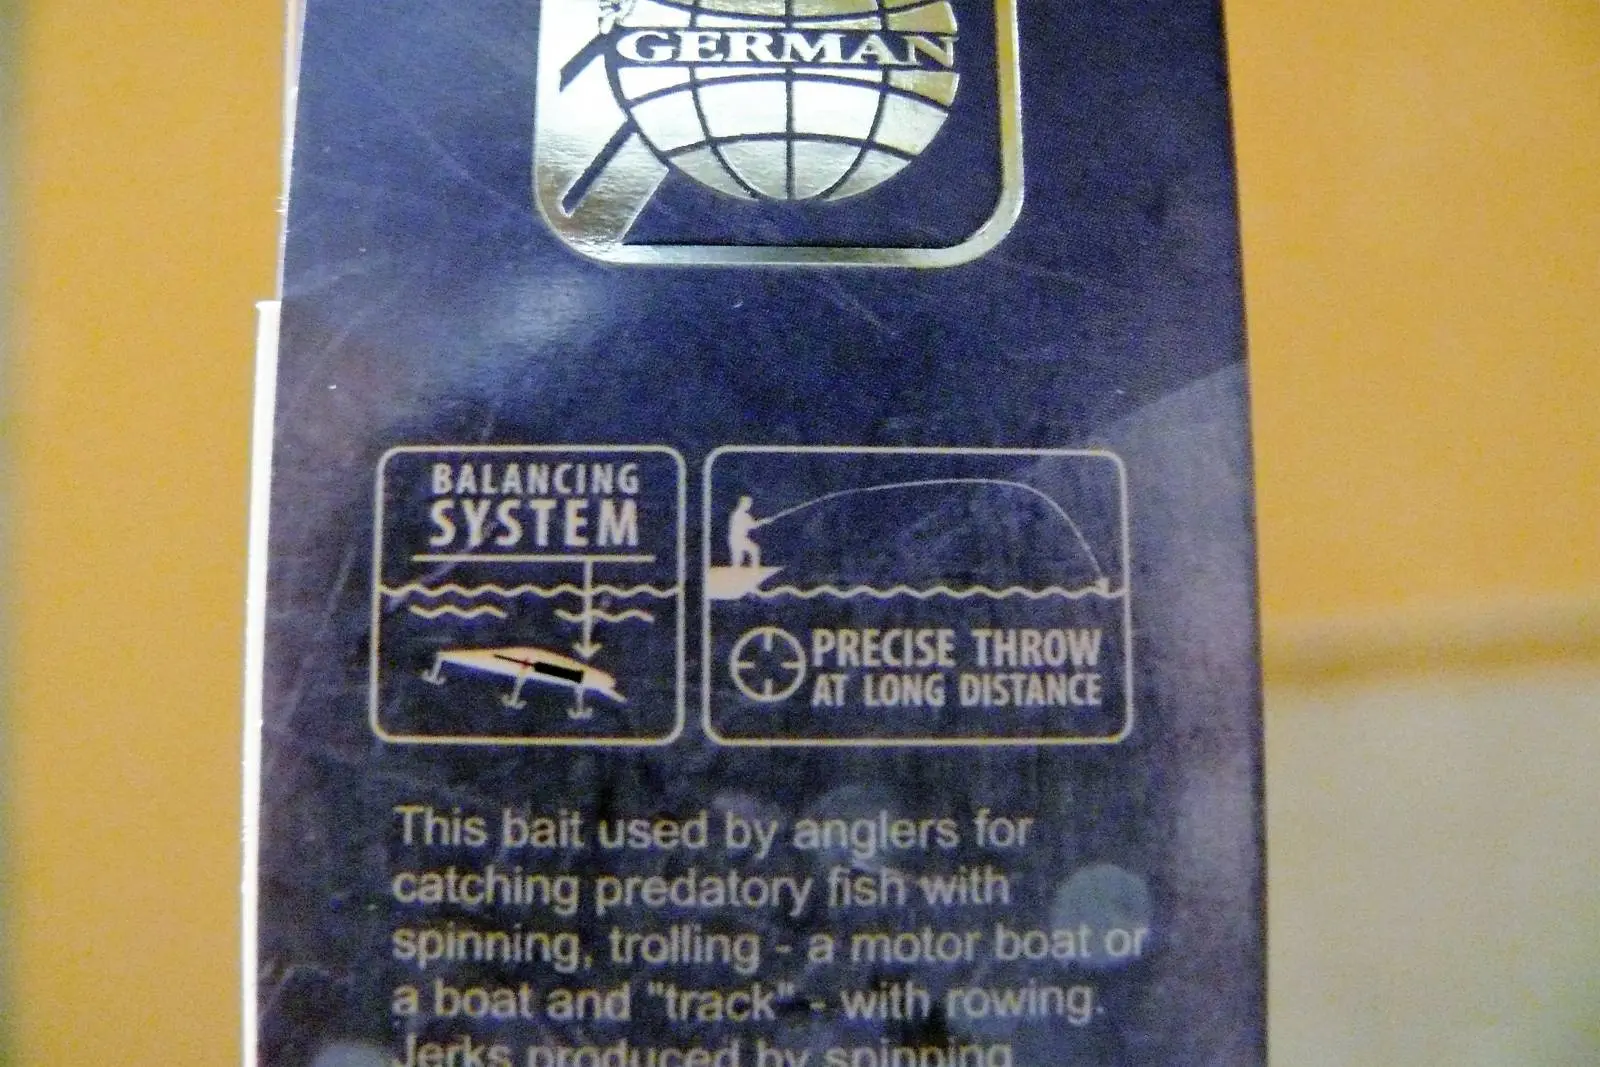 GERMAN
BALANCING
SYSTEM
PRECISE THROW
AT LONG DISTANCE
This bait used by anglers for
catching predatory fish with
spinning, trolling - a motor boat or
a boat and "track" - with rowing.
Jerks produced by spinning